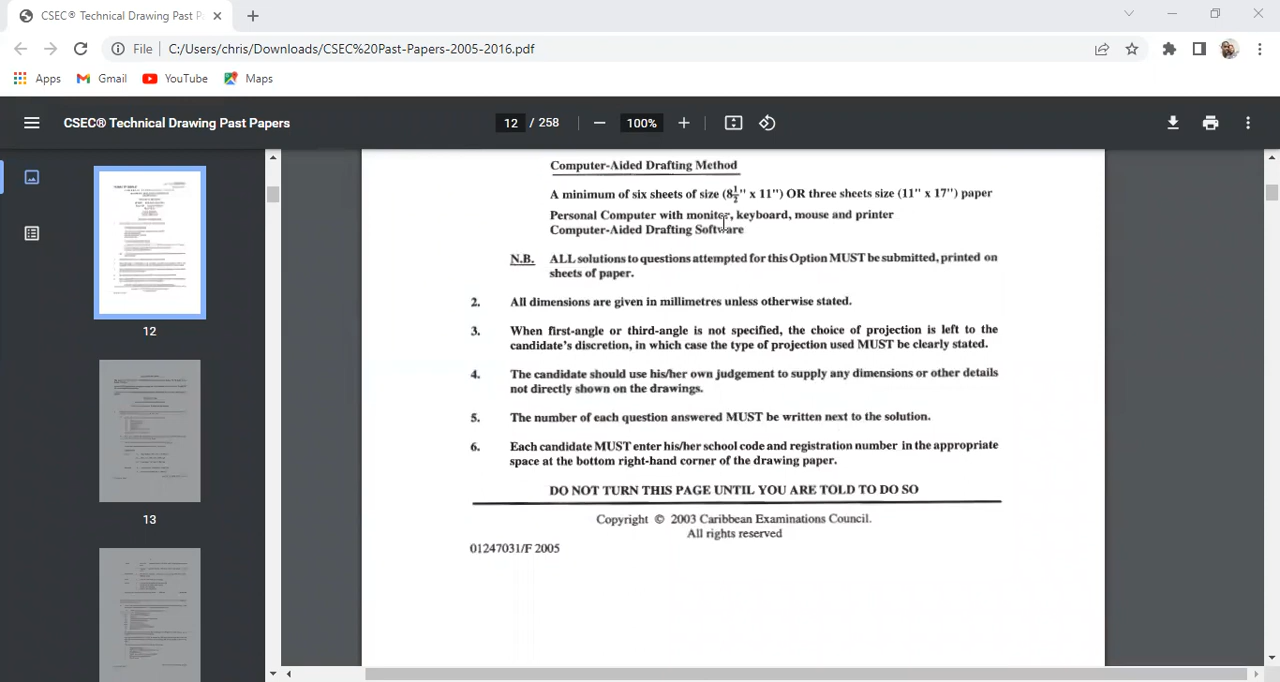 CSEC® Technical Drawing Past P
File C:/Users/chris/Downloads/CSEC%20Past-Papers-2005-2016.pdf
Apps Gmail YouTube Maps
CSEC® Technical Drawing Past Papers 12 / 258 100%
Computer-Aided Drafting Method
A minimum of six sheets of size (8½" x 11") OR three sheets size (11" x 17") paper
Personal Computer with monitor, keyboard, mouse and printer
Computer-Aided Drafting Software
N.B. ALL solutions to questions attempted for this Option MUST be submitted, printed on
sheets of paper.
2. All dimensions are given in millimetres unless otherwise stated.
3. When first-angle or third-angle is not specified, the choice of projection is left to the
candidate's discretion, in which case the type of projection used MUST be clearly stated.
4. The candidate should use his/her own judgement to supply any dimensions or other details
not directly shown on the drawings.
5. The number of each question answered MUST be written next to the solution.
6. Each candidate MUST enter his/her school code and registration number in the appropriate
space at the bottom right-hand corner of the drawing paper.
DO NOT TURN THIS PAGE UNTIL YOU ARE TOLD TO DO SO
Copyright © 2003 Caribbean Examinations Council.
All rights reserved
01247031/F 2005
12
13